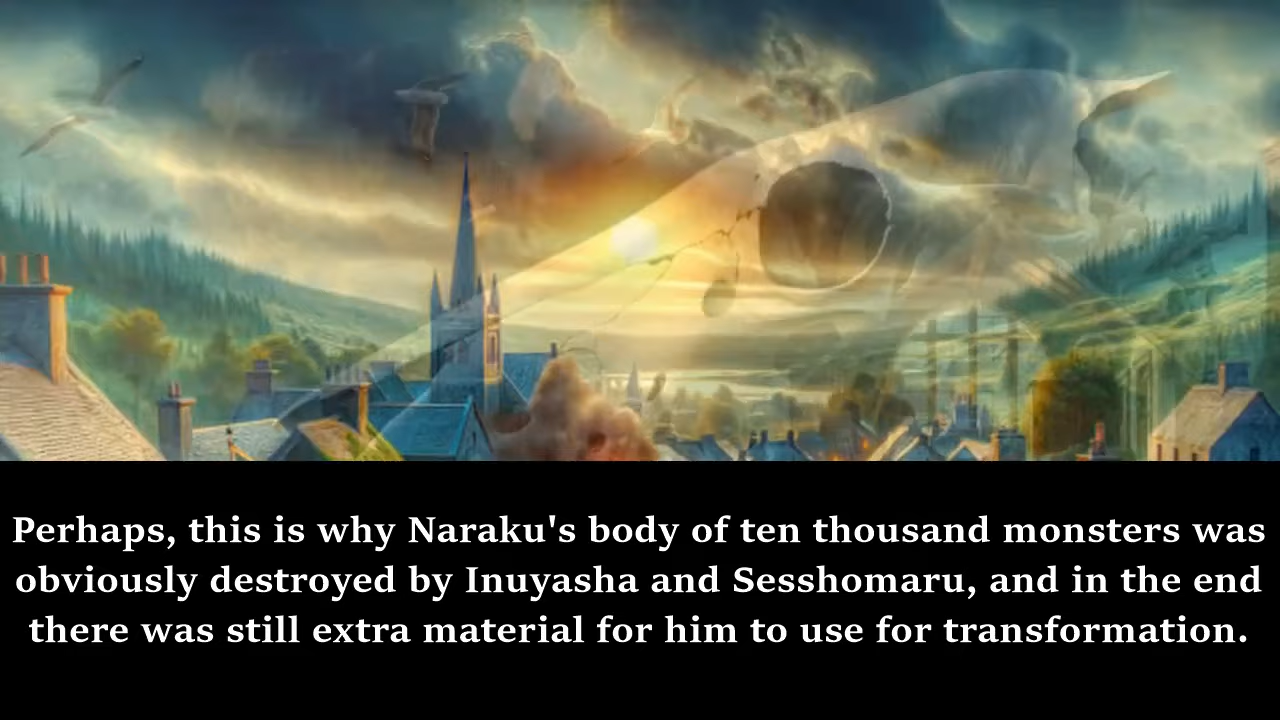 Perhaps, this is why Naraku's body of ten thousand monsters was
obviously destroyed by Inuyasha and Sesshomaru, and in the end
there was still extra material for him to use for transformation.